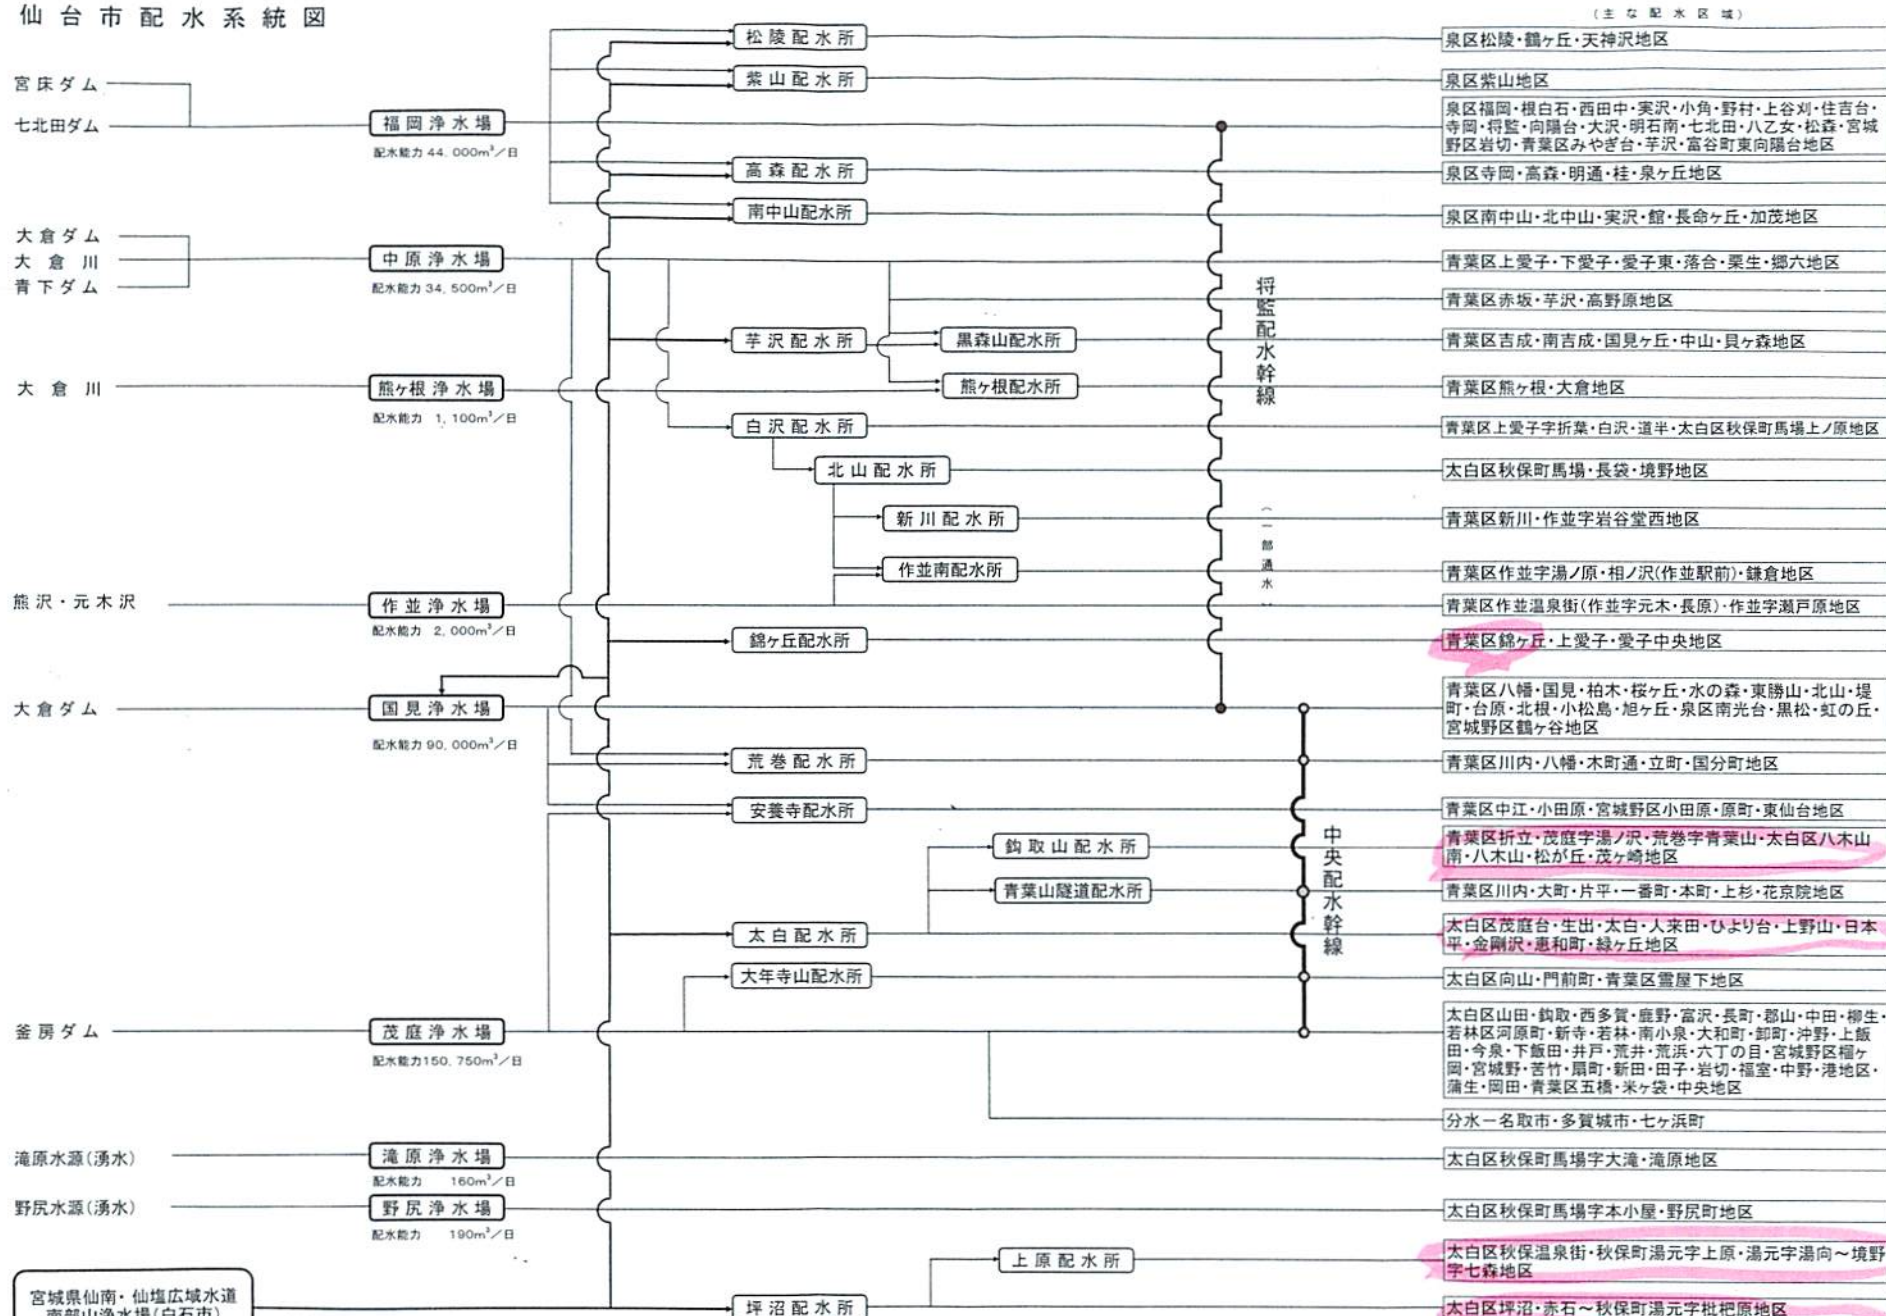 仙台市配水系統図
(主な配水区域)
松陵配水所
泉区松陵・鶴ヶ丘・天神沢地区
宮床ダム
紫山配水所
泉区紫山地区
七北田ダム
福岡浄水場
配水能力 44,000m³/日
泉区福岡・根白石・西田中・実沢・小角・野村・上谷刈・住吉台・
寺岡・将監・向陽台・大沢・明石南・七北田・八乙女・松森・宮城
野区岩切・青葉区みやぎ台・芋沢・富谷町東向陽台地区
高森配水所
泉区寺岡・高森・明通・桂・泉ヶ丘地区
南中山配水所
泉区南中山・北中山・実沢・館・長命ヶ丘・加茂地区
大倉ダム
大倉川
青下ダム
中原浄水場
配水能力 34,500m³/日
青葉区上愛子・下愛子・愛子東・落合・栗生・郷六地区
青葉区赤坂・芋沢・高野原地区
将監配水幹線
芋沢配水所
黒森山配水所
青葉区吉成・南吉成・国見ヶ丘・中山・貝ヶ森地区
大倉川
熊ヶ根浄水場
配水能力 1,100m³/日
熊ヶ根配水所
青葉区熊ヶ根・大倉地区
白沢配水所
青葉区上愛子字折葉・白沢・道半・太白区秋保町馬場上ノ原地区
北山配水所
太白区秋保町馬場・長袋・境野地区
新川配水所
青葉区新川・作並字岩谷堂西地区
(一部通水)
作並南配水所
青葉区作並字湯ノ原・相ノ沢(作並駅前)・鎌倉地区
熊沢・元木沢
作並浄水場
配水能力 2,000m³/日
青葉区作並温泉街(作並字元木・長原)・作並字瀬戸原地区
錦ヶ丘配水所
青葉区錦ヶ丘・上愛子・愛子中央地区
大倉ダム
国見浄水場
配水能力 90,000m³/日
青葉区八幡・国見・柏木・桜ヶ丘・水の森・東勝山・北山・堤
町・台原・北根・小松島・旭ヶ丘・泉区南光台・黒松・虹の丘・
宮城野区鶴ヶ谷地区
荒巻配水所
青葉区川内・八幡・木町通・立町・国分町地区
安養寺配水所
青葉区中江・小田原・宮城野区小田原・原町・東仙台地区
中央配水幹線
鈎取山配水所
青葉区折立・茂庭字湯ノ沢・荒巻字青葉山・太白区八木山
南・八木山・松が丘・茂ヶ崎地区
青葉山隧道配水所
青葉区川内・大町・片平・一番町・本町・上杉・花京院地区
太白配水所
太白区茂庭台・生出・太白・人来田・ひより台・上野山・日本
平・金剛沢・恵和町・緑ヶ丘地区
大年寺山配水所
太白区向山・門前町・青葉区霊屋下地区
釜房ダム
茂庭浄水場
配水能力150,750m³/日
太白区山田・鈎取・西多賀・鹿野・富沢・長町・郡山・中田・柳生・
若林区河原町・新寺・若林・南小泉・大和町・卸町・沖野・上飯
田・今泉・下飯田・井戸・荒井・荒浜・六丁の目・宮城野区榴ヶ
岡・宮城野・苦竹・扇町・新田・田子・岩切・福室・中野・港地区・
蒲生・岡田・青葉区五橋・米ヶ袋・中央地区
分水－名取市・多賀城市・七ヶ浜町
滝原水源(湧水)
滝原浄水場
配水能力 160m³/日
太白区秋保町馬場字大滝・滝原地区
野尻水源(湧水)
野尻浄水場
配水能力 190m³/日
太白区秋保町馬場字本小屋・野尻町地区
上原配水所
太白区秋保温泉街・秋保町湯元字上原・湯元字湯向～境野
字七森地区
宮城県仙南・仙塩広域水道
南部山浄水場(白石市)
坪沼配水所
太白区坪沼・赤石～秋保町湯元字枇杷原地区